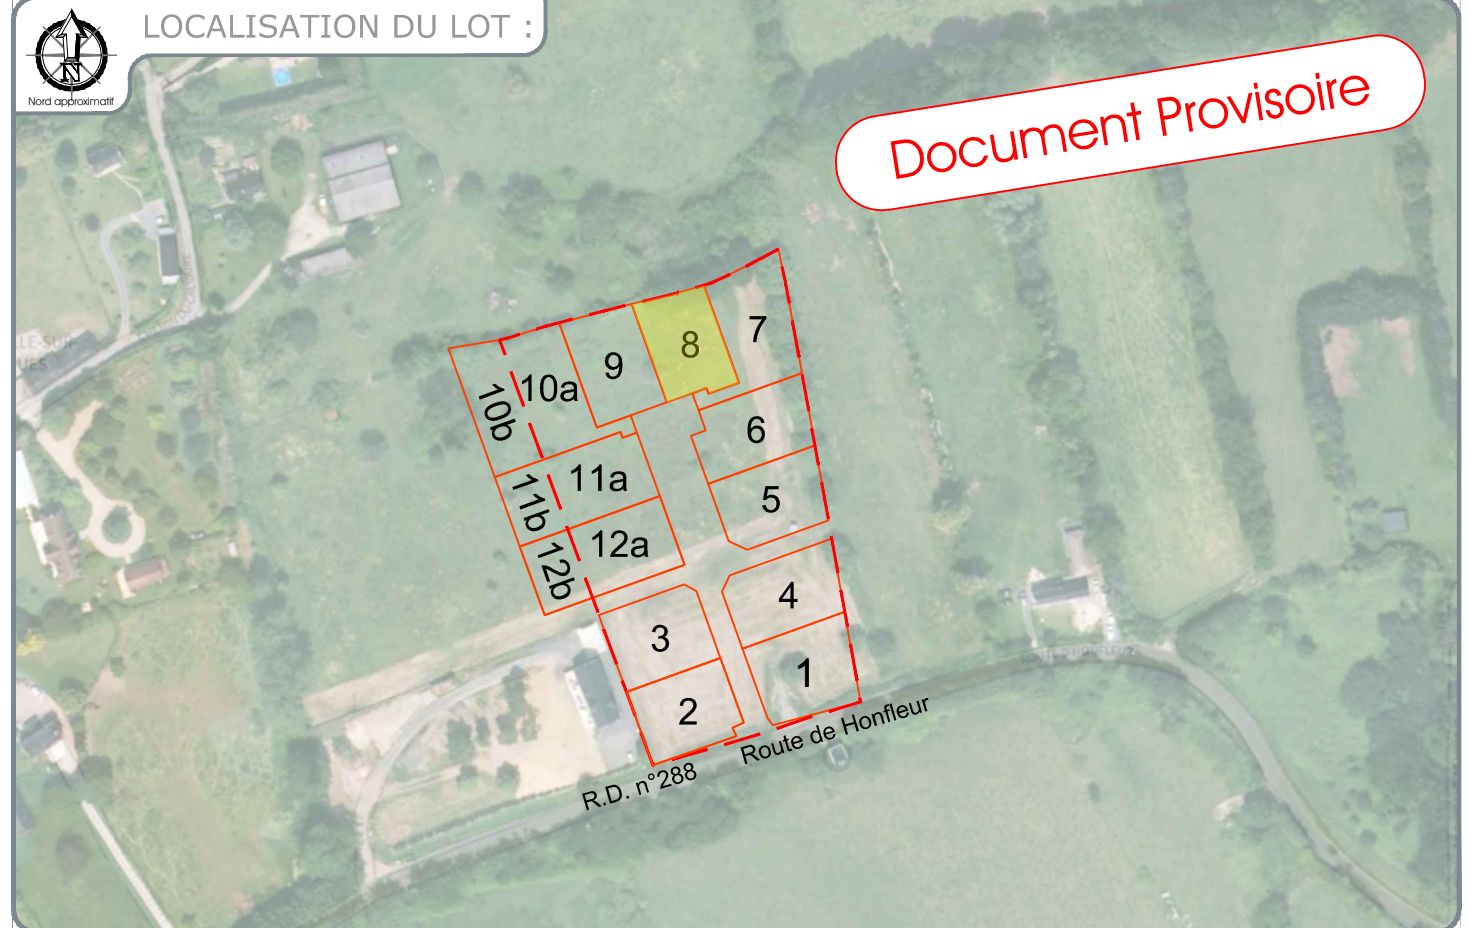 LOCALISATION DU LOT :
N
Nord approximatif
Document Provisoire
7
8
9
10a
10b
6
11a
11b
5
12a
12b
4
3
1
2
Route de Honfleur
R.D. n°288